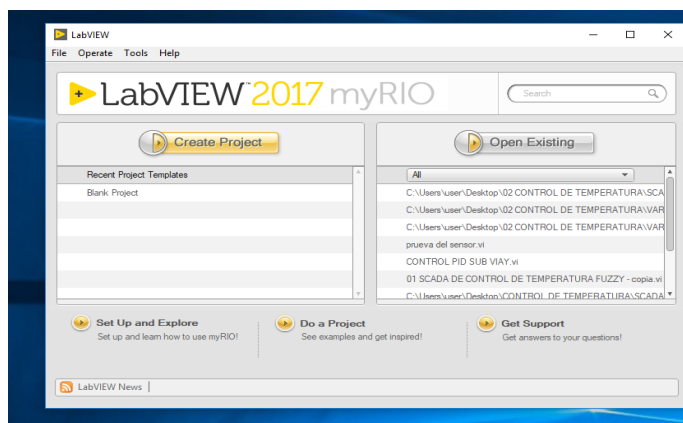 LabVIEW
File Operate Tools Help
LabVIEW™ 2017 myRIO
Search
Create Project
Recent Project Templates
Blank Project
Open Existing
All
C:\Users\user\Desktop\02 CONTROL DE TEMPERATURA\SCA
C:\Users\user\Desktop\02 CONTROL DE TEMPERATURA\VAR
C:\Users\user\Desktop\02 CONTROL DE TEMPERATURA\VAR
prueva del sensor.vi
CONTROL PID SUB VIAY.vi
01 SCADA DE CONTROL DE TEMPERATURA FUZZY - copia.vi
C:\Users\user\Desktop\CONTROL DE TEMPERATURA\SCADA
Set Up and Explore
Set up and learn how to use myRIO!
Do a Project
See examples and get inspired!
Get Support
Get answers to your questions!
LabVIEW News